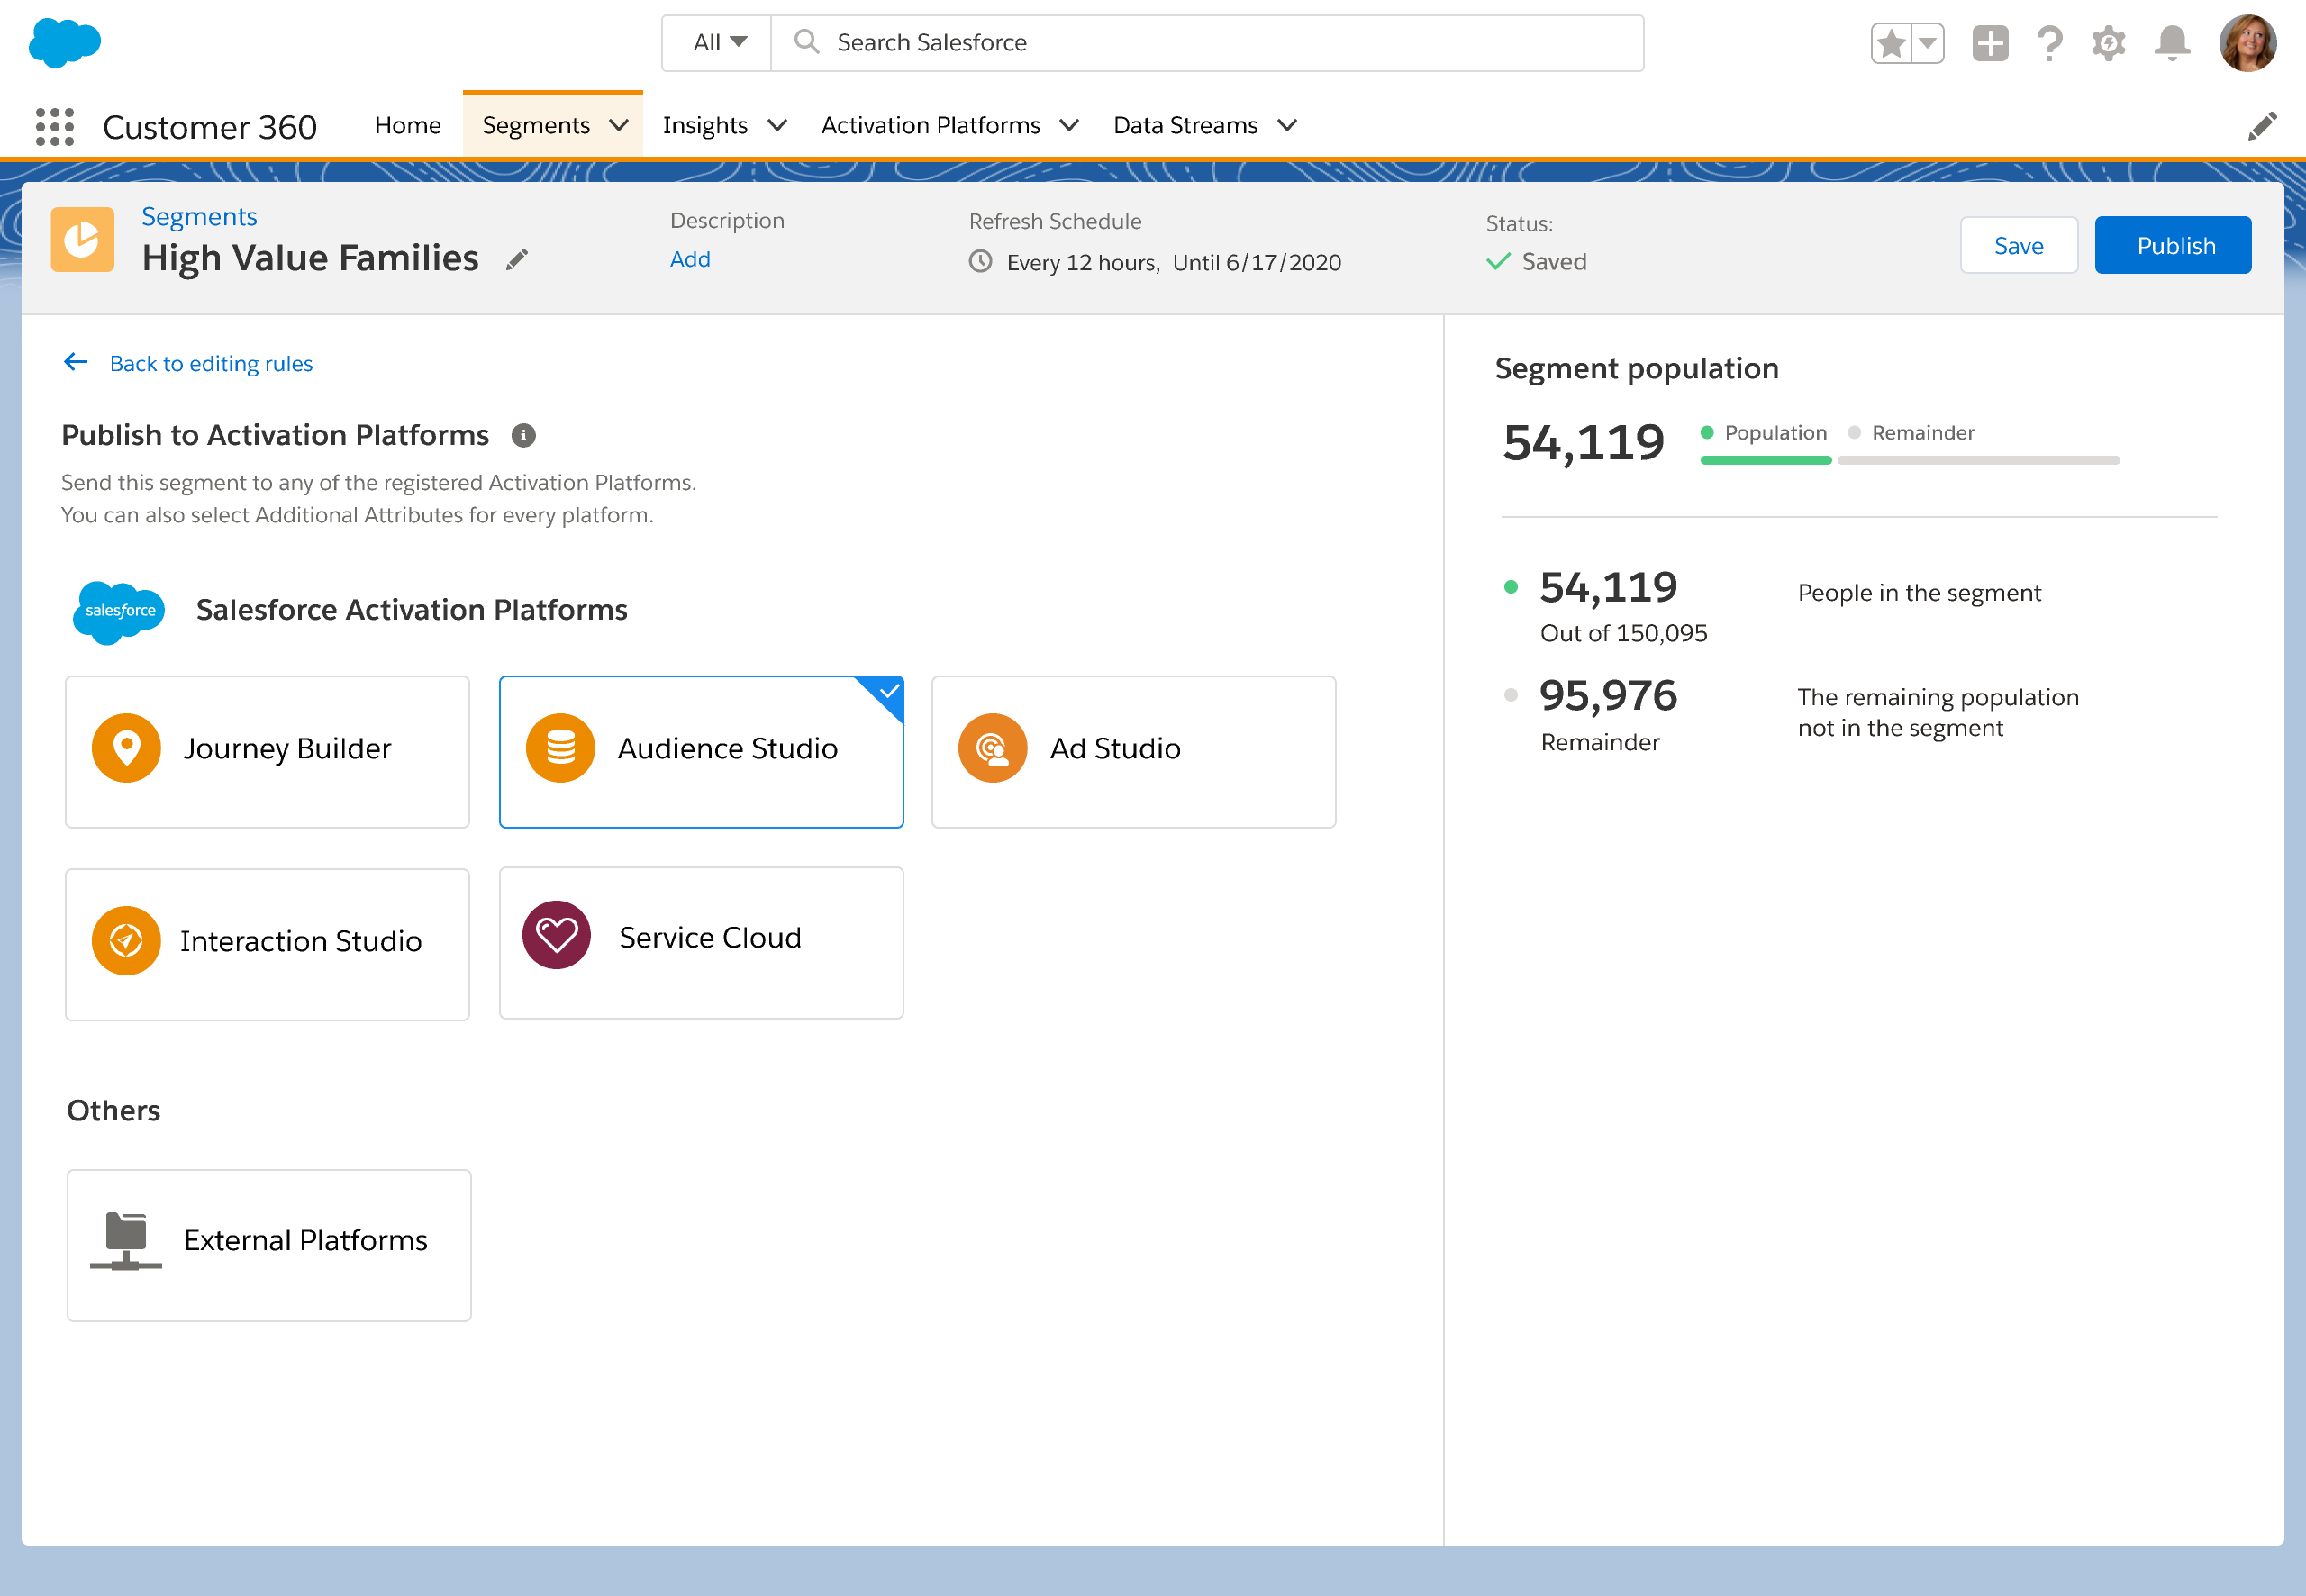 All
Search Salesforce
Customer 360
Home
Segments
Insights
Activation Platforms
Data Streams
Segments
High Value Families
Description
Add
Refresh Schedule
Every 12 hours, Until 6/17/2020
Status:
Saved
Save
Publish
Back to editing rules
Publish to Activation Platforms
Send this segment to any of the registered Activation Platforms.
You can also select Additional Attributes for every platform.
salesforce
Salesforce Activation Platforms
Journey Builder
Audience Studio
Ad Studio
Interaction Studio
Service Cloud
Others
External Platforms
Segment population
54,119
Population
Remainder
54,119
Out of 150,095
People in the segment
95,976
Remainder
The remaining population
not in the segment